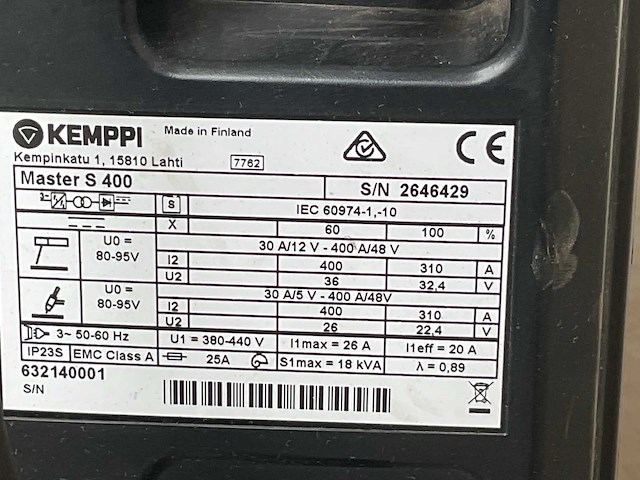 KEMPPI Made in Finland CE
Kempinkatu 1, 15810 Lahti 7762
Master S 400 S/N 2646429
S IEC 60974-1,-10
X 60 100 %
30 A/12 V - 400 A/48 V
U0 = 80-95V I2 400 310 A
U2 36 32,4 V
30 A/5 V - 400 A/48V
U0 = 80-95V I2 400 310 A
U2 26 22,4 V
3~ 50-60 Hz U1 = 380-440 V I1max = 26 A I1eff = 20 A
IP23S EMC Class A 25A S1max = 18 kVA λ = 0,89
632140001
S/N